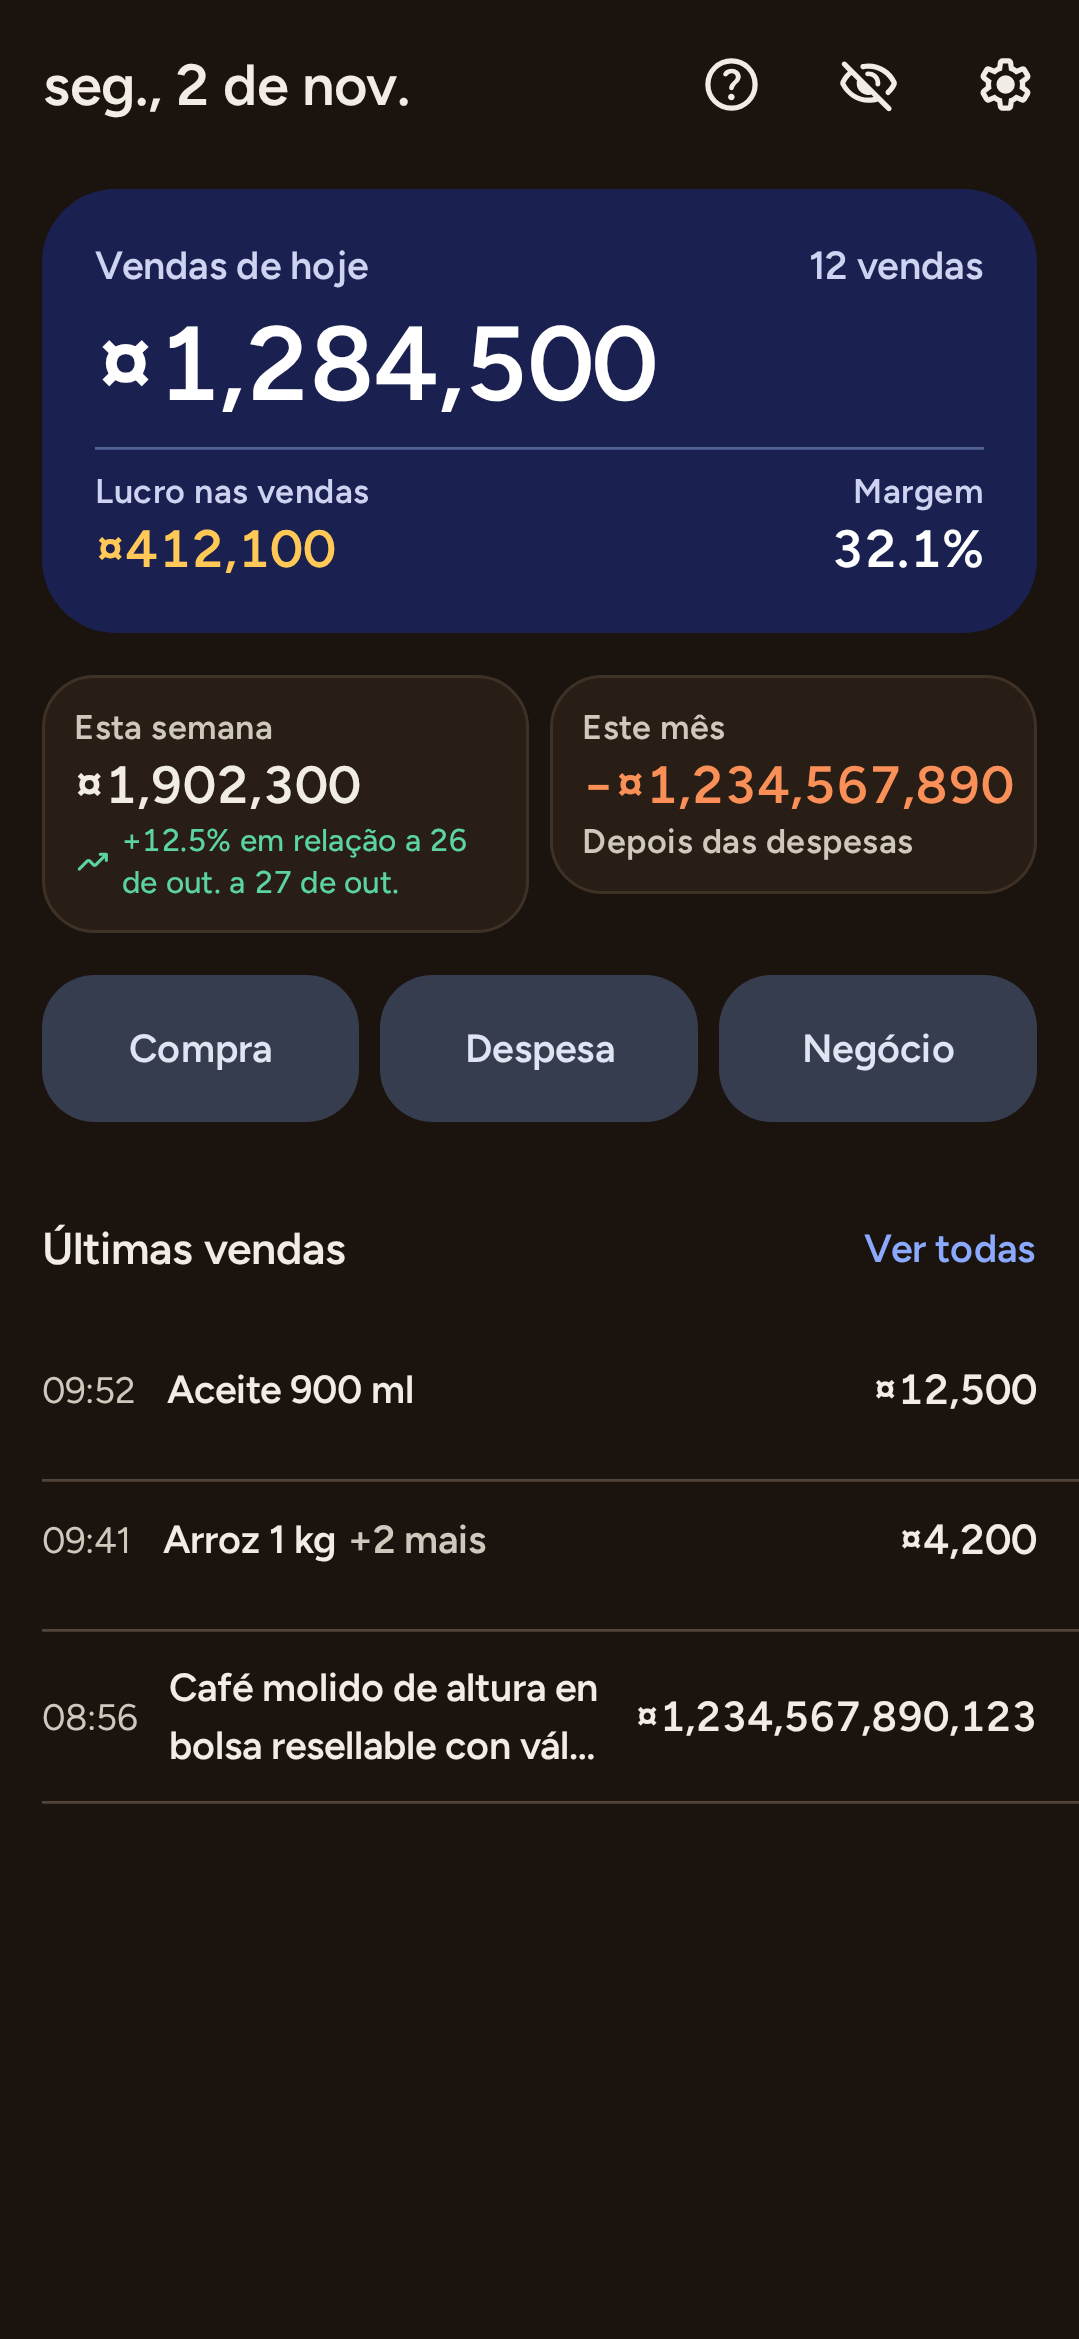 seg., 2 de nov.
Vendas de hoje
12 vendas
¤1,284,500
Lucro nas vendas
Margem
¤412,100
32.1%
Esta semana
¤1,902,300
+12.5% em relação a 26
de out. a 27 de out.
Este mês
−¤1,234,567,890
Depois das despesas
Compra
Despesa
Negócio
Últimas vendas
Ver todas
09:52 Aceite 900 ml ¤12,500
09:41 Arroz 1 kg +2 mais ¤4,200
08:56 Café molido de altura en
bolsa resellable con vál...
¤1,234,567,890,123